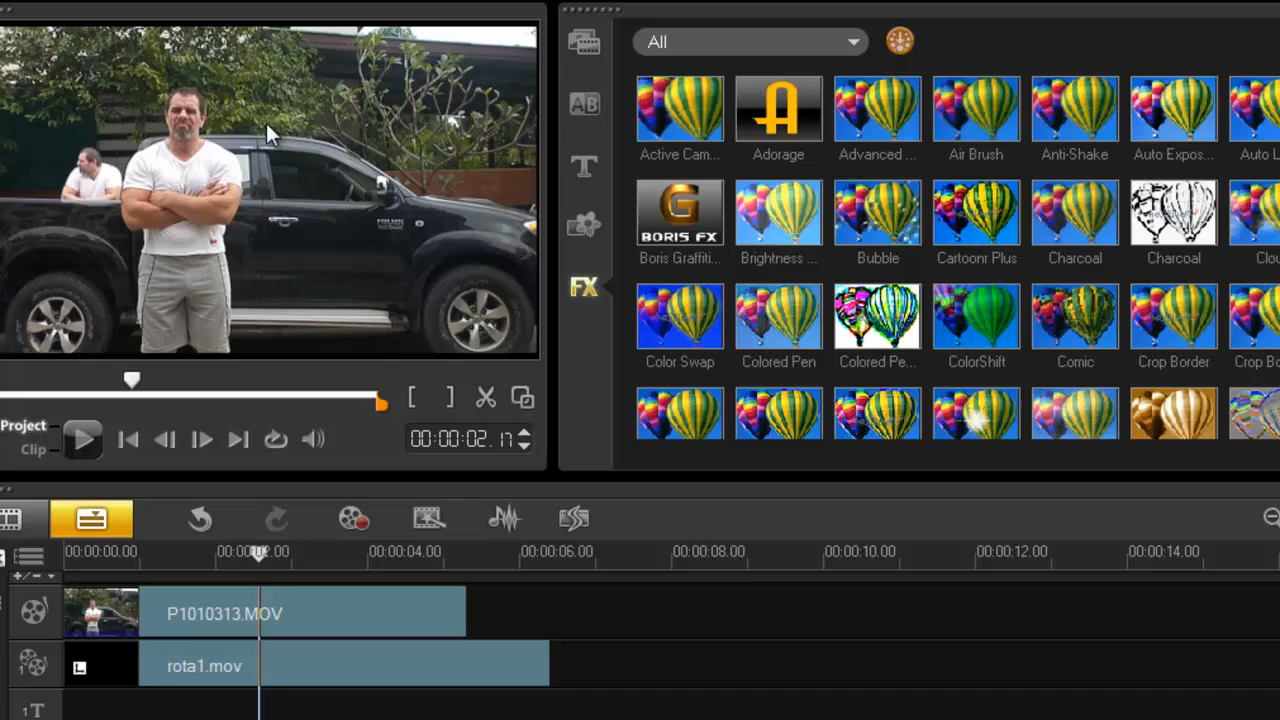 All
AB
T
FX
Active Cam...
Adorage
Advanced ...
Air Brush
Anti-Shake
Auto Expos...
Auto L
G
BORIS FX
Boris Graffiti...
Brightness ...
Bubble
Cartoonr Plus
Charcoal
Charcoal
Clou
Color Swap
Colored Pen
Colored Pe...
ColorShift
Comic
Crop Border
Crop Bo
Project
Clip
[ ]
00:00:02.17
00:00:00.00
00:00:02.00
00:00:04.00
00:00:06.00
00:00:08.00
00:00:10.00
00:00:12.00
00:00:14.00
P1010313.MOV
1
L
rota1.mov
1T